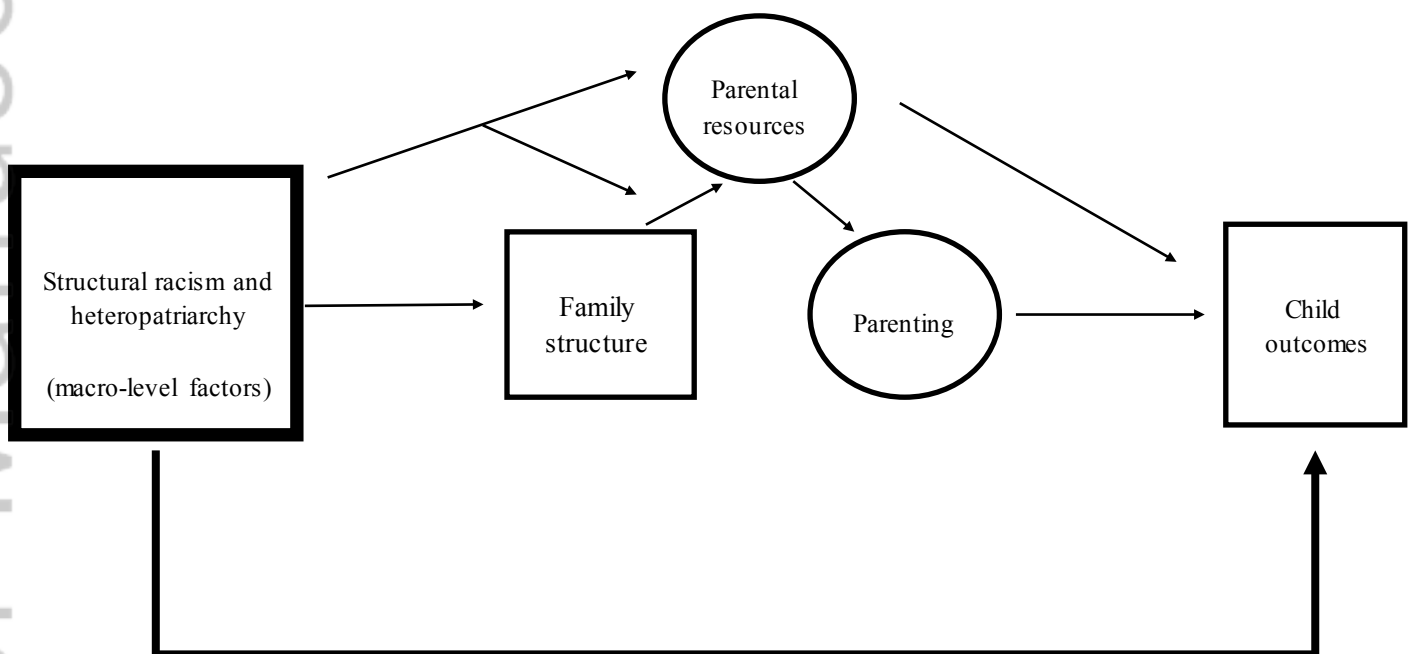 Parental
resources
Structural racism and
heteropatriarchy
(macro-level factors)
Family
structure
Parenting
Child
outcomes